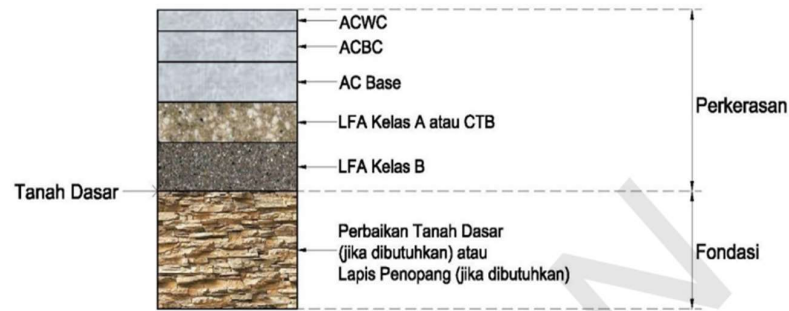 ACWC
ACBC
AC Base
LFA Kelas A atau CTB
LFA Kelas B
Perkerasan
Tanah Dasar
Perbaikan Tanah Dasar
(jika dibutuhkan) atau
Lapis Penopang (jika dibutuhkan)
Fondasi
N